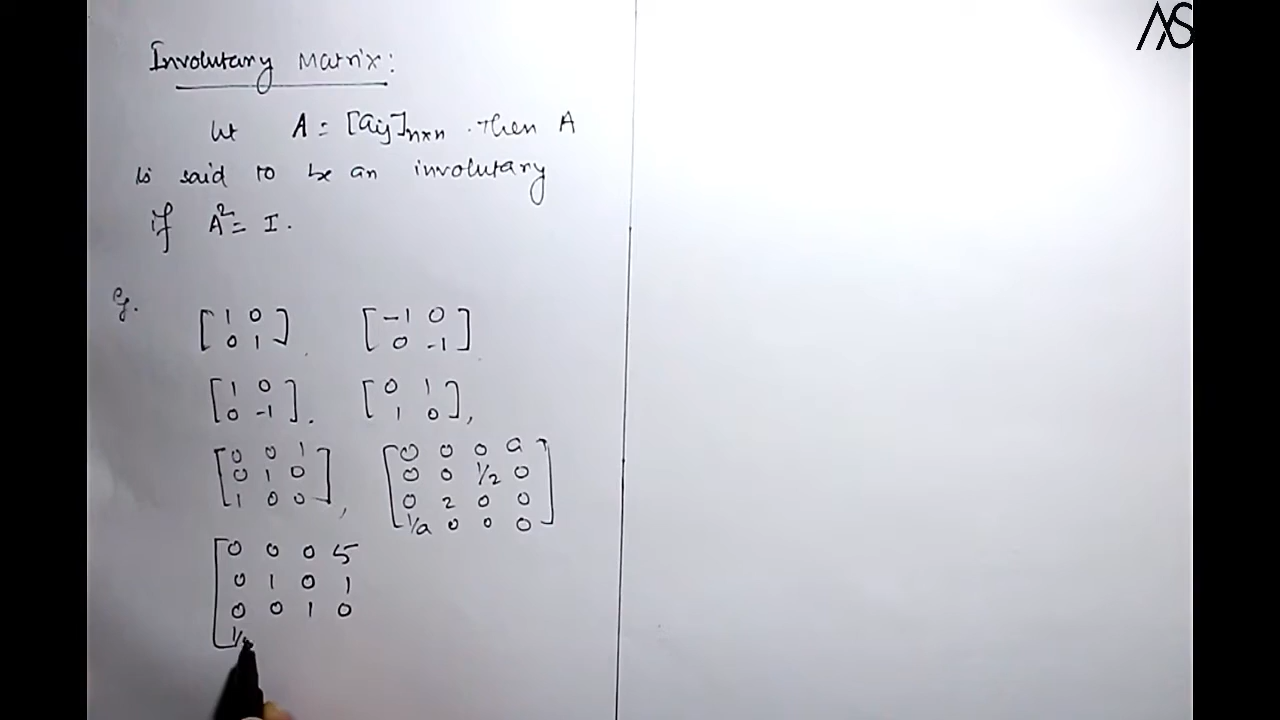 NS
Involutary Matrix:
Let A = [aij]n×n . Then A
is said to be an involutary
if A² = I.
Eg.
[1 0 [-1 0
0 1] 0 -1]
[1 0 [0 1
0 -1]. 1 0],
[0 0 1 [0 0 0 a
0 1 0 0 0 1/2 0
1 0 0], 0 2 0 0
1/a 0 0 0]
[0 0 0 5
0 1 0 1
0 0 1 0